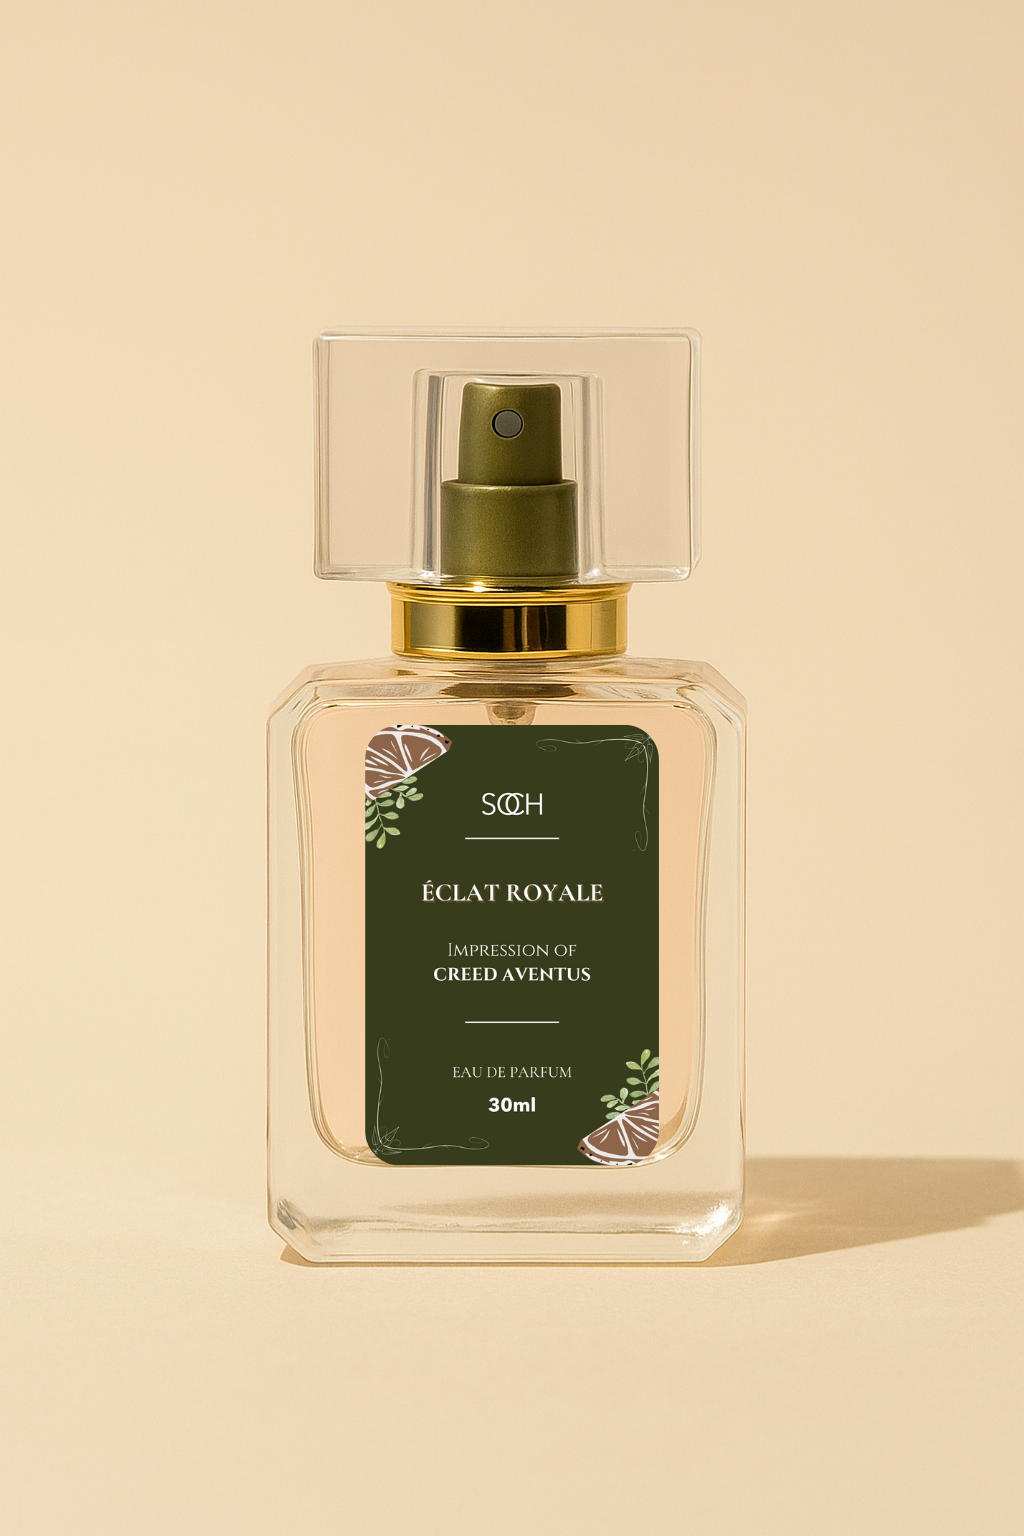 SOCH
ÉCLAT ROYALE
IMPRESSION OF
CREED AVENTUS
EAU DE PARFUM
30ml